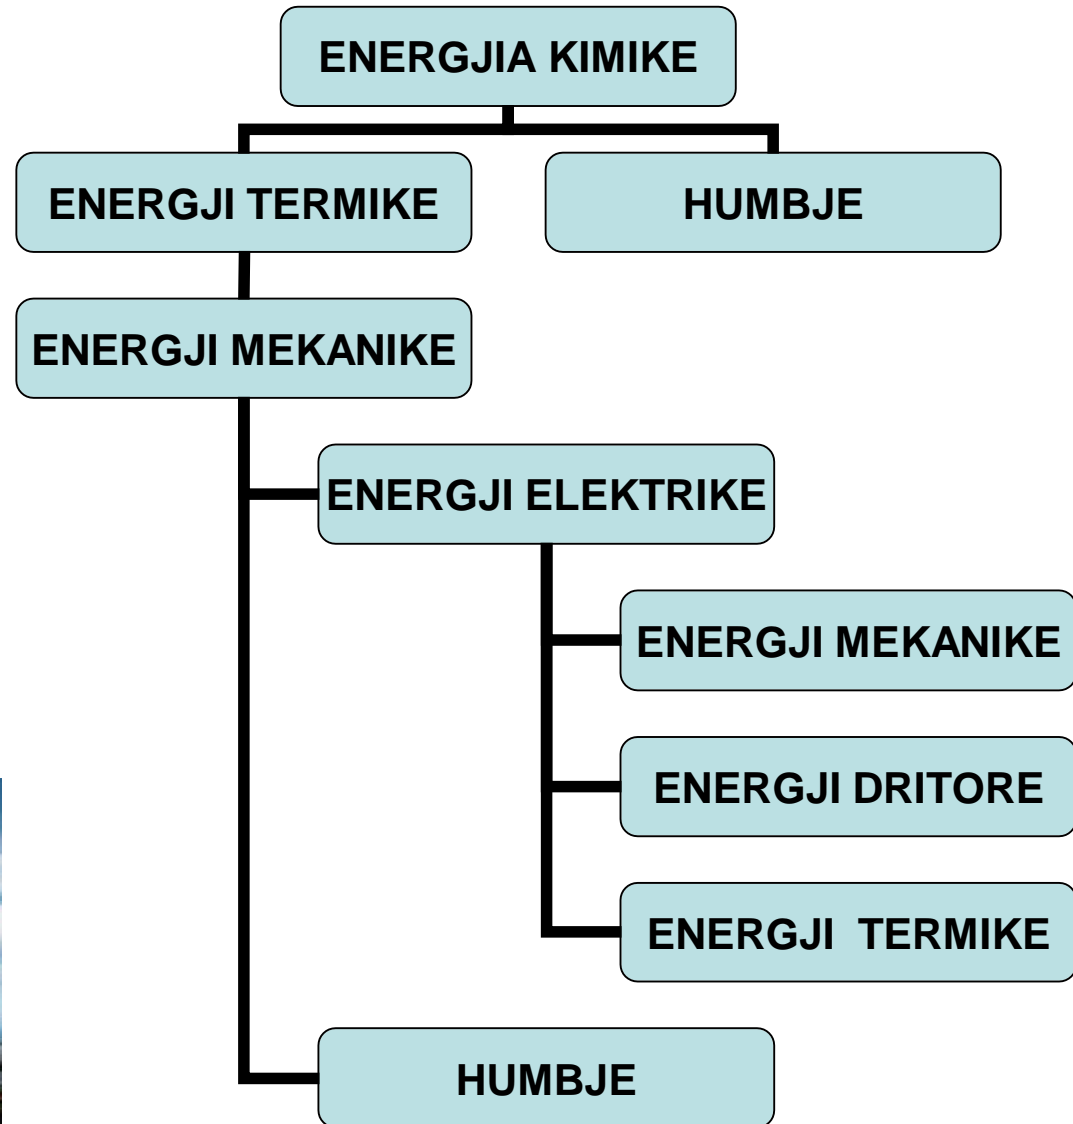 ENERGJIA KIMIKE
ENERGJI TERMIKE
HUMBJE
ENERGJI MEKANIKE
ENERGJI ELEKTRIKE
ENERGJI MEKANIKE
ENERGJI DRITORE
ENERGJI TERMIKE
HUMBJE